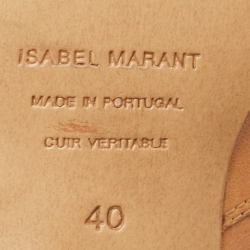 ISABEL MARANT
MADE IN PORTUGAL
CUIR VERITABLE
40